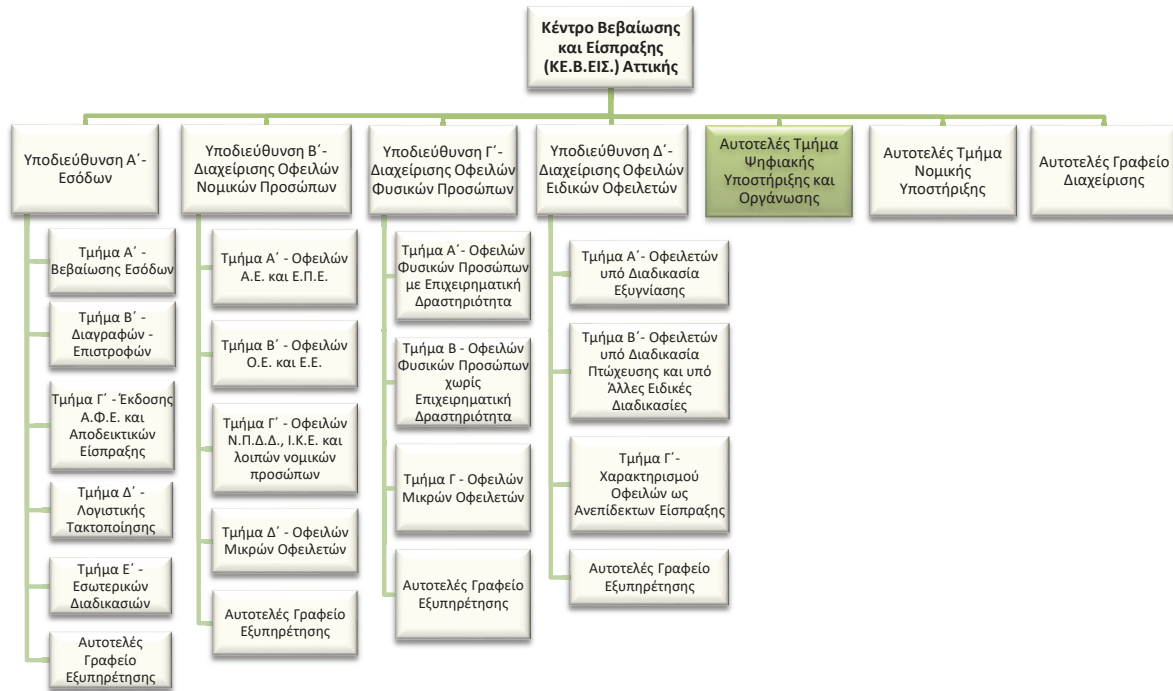 Κέντρο Βεβαίωσης
και Είσπραξης
(ΚΕ.Β.ΕΙΣ.) Αττικής
Υποδιεύθυνση Α΄-
Εσόδων
Υποδιεύθυνση Β΄-
Διαχείρισης Οφειλών
Νομικών Προσώπων
Υποδιεύθυνση Γ΄-
Διαχείρισης Οφειλών
Φυσικών Προσώπων
Υποδιεύθυνση Δ΄-
Διαχείρισης Οφειλών
Ειδικών Οφειλετών
Αυτοτελές Τμήμα
Ψηφιακής
Υποστήριξης και
Οργάνωσης
Αυτοτελές Τμήμα
Νομικής
Υποστήριξης
Αυτοτελές Γραφείο
Διαχείρισης
Τμήμα Α΄ -
Βεβαίωσης Εσόδων
Τμήμα Β΄ -
Διαγραφών -
Επιστροφών
Τμήμα Γ΄ - Έκδοσης
Α.Φ.Ε. και
Αποδεικτικών
Είσπραξης
Τμήμα Δ΄ -
Λογιστικής
Τακτοποίησης
Τμήμα Ε΄ -
Εσωτερικών
Διαδικασιών
Αυτοτελές
Γραφείο
Εξυπηρέτησης
Τμήμα Α΄ - Οφειλών
Α.Ε. και Ε.Π.Ε.
Τμήμα Β΄ - Οφειλών
Ο.Ε. και Ε.Ε.
Τμήμα Γ΄ - Οφειλών
Ν.Π.Δ.Δ., Ι.Κ.Ε. και
λοιπών νομικών
προσώπων
Τμήμα Δ΄ - Οφειλών
Μικρών Οφειλετών
Αυτοτελές Γραφείο
Εξυπηρέτησης
Τμήμα Α΄- Οφειλών
Φυσικών Προσώπων
με Επιχειρηματική
Δραστηριότητα
Τμήμα Β - Οφειλών
Φυσικών Προσώπων
χωρίς
Επιχειρηματική
Δραστηριότητα
Τμήμα Γ - Οφειλών
Μικρών Οφειλετών
Αυτοτελές Γραφείο
Εξυπηρέτησης
Τμήμα Α΄- Οφειλετών
υπό Διαδικασία
Εξυγίασης
Τμήμα Β΄- Οφειλετών
υπό Διαδικασία
Πτώχευσης και υπό
Άλλες Ειδικές
Διαδικασίες
Τμήμα Γ΄-
Χαρακτηρισμού
Οφειλών ως
Ανεπίδεκτων Είσπραξης
Αυτοτελές Γραφείο
Εξυπηρέτησης